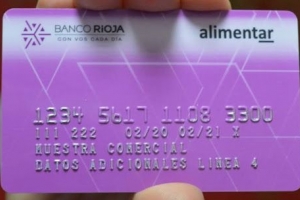 BANCO RIOJA
CON VOS CADA DÍA
alimentar
1234 5617 1108 3300
III 222 02/20 02/21 X
MUESTRA COMERCIAL
DATOS ADICIONALES LINEA 4